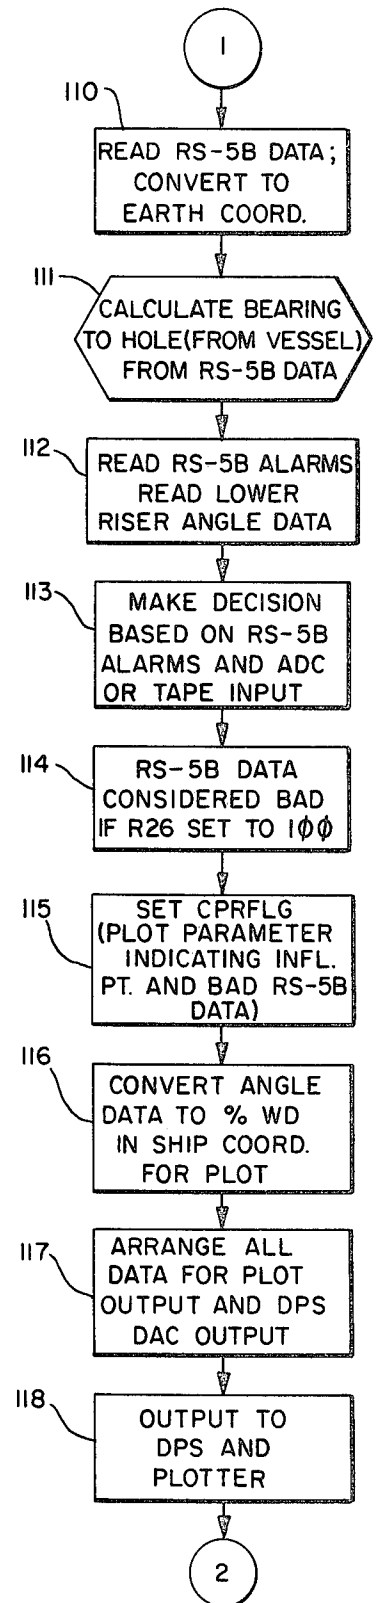 1
110
READ RS-5B DATA;
CONVERT TO
EARTH COORD.
111
CALCULATE BEARING
TO HOLE(FROM VESSEL)
FROM RS-5B DATA
112
READ RS-5B ALARMS
READ LOWER
RISER ANGLE DATA
113
MAKE DECISION
BASED ON RS-5B
ALARMS AND ADC
OR TAPE INPUT
114
RS-5B DATA
CONSIDERED BAD
IF R26 SET TO 1ϕϕ
115
SET CPRFLG
(PLOT PARAMETER
INDICATING INFL.
PT. AND BAD RS-5B
DATA)
116
CONVERT ANGLE
DATA TO % WD
IN SHIP COORD.
FOR PLOT
117
ARRANGE ALL
DATA FOR PLOT
OUTPUT AND DPS
DAC OUTPUT
118
OUTPUT TO
DPS AND
PLOTTER
2